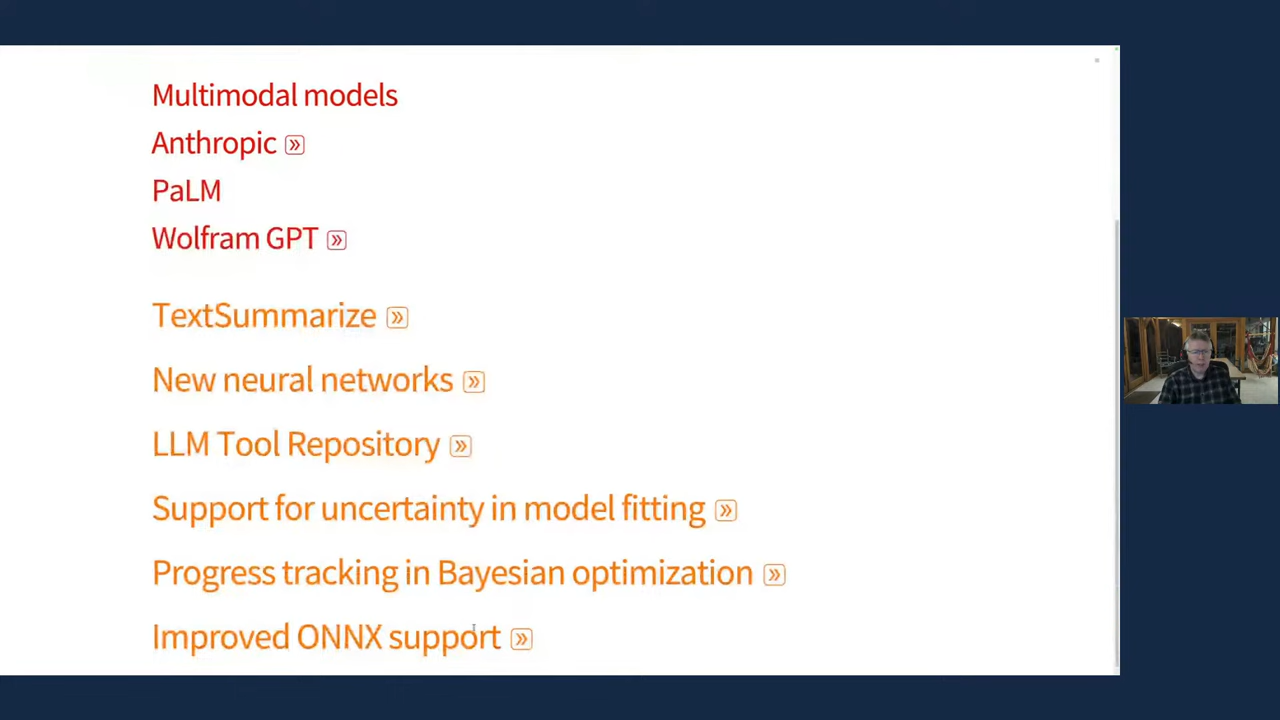 Multimodal models
Anthropic »
PaLM
Wolfram GPT »
TextSummarize »
New neural networks »
LLM Tool Repository »
Support for uncertainty in model fitting »
Progress tracking in Bayesian optimization »
Improved ONNX support »